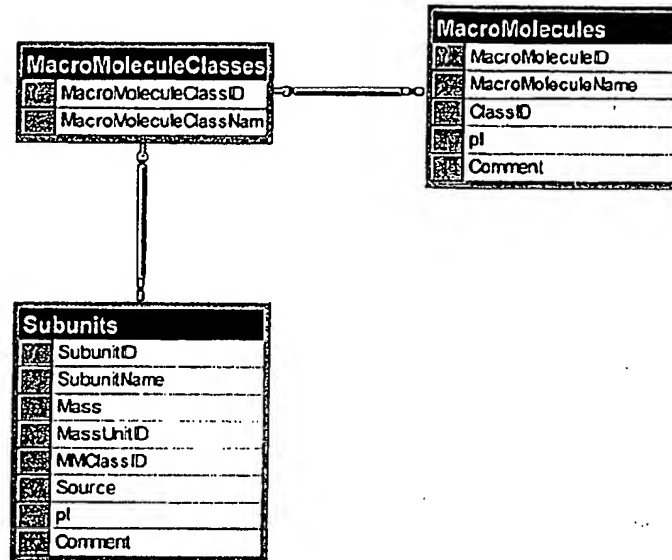 MacroMoleculeClasses
MacroMoleculeClassID
MacroMoleculeClassNam
MacroMolecules
MacroMoleculeID
MacroMoleculeName
ClassID
pI
Comment
Subunits
SubunitID
SubunitName
Mass
MassUnitID
MMClassID
Source
pI
Comment